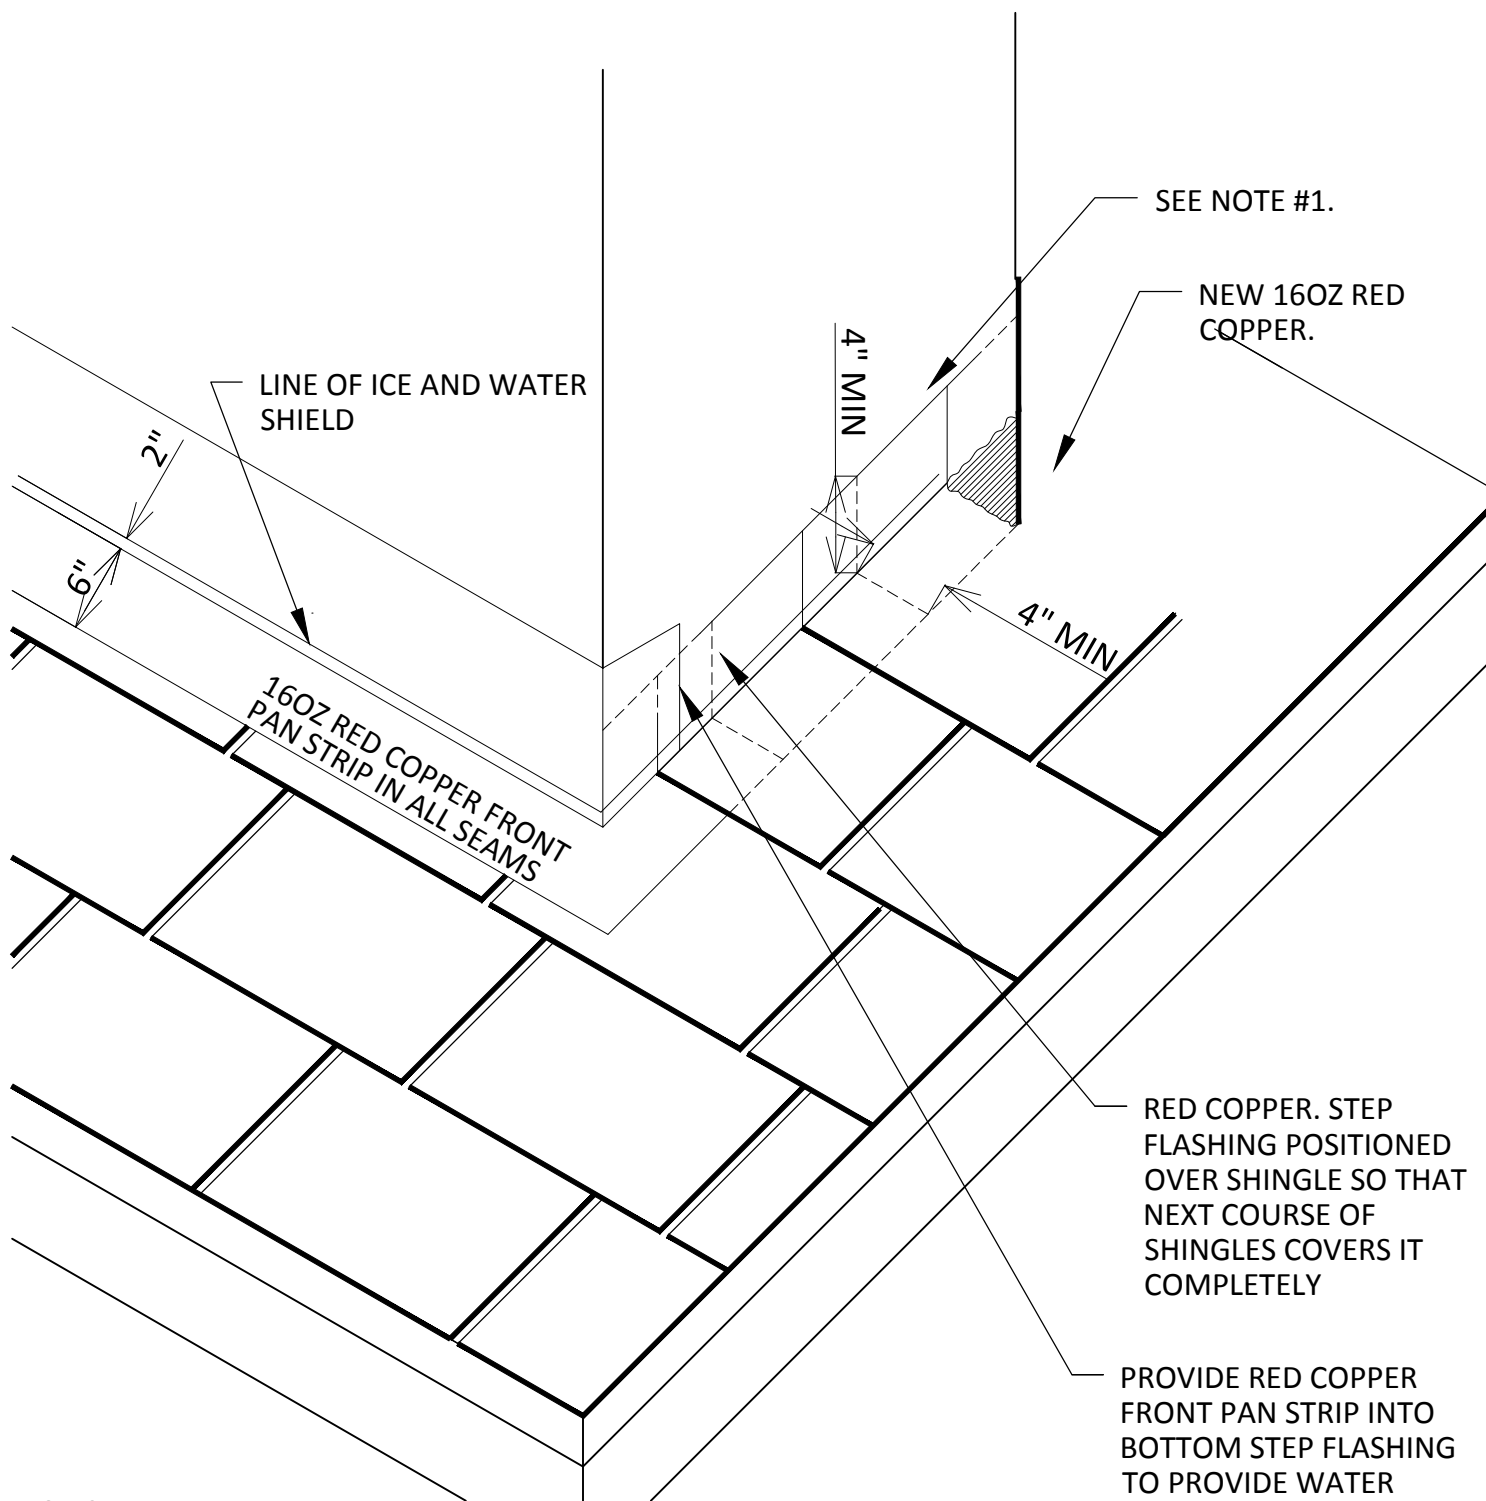 SEE NOTE #1.
NEW 16OZ RED
COPPER.
4" MIN
LINE OF ICE AND WATER
SHIELD
2"
6"
4" MIN
16OZ RED COPPER FRONT
PAN STRIP IN ALL SEAMS
RED COPPER. STEP
FLASHING POSITIONED
OVER SHINGLE SO THAT
NEXT COURSE OF
SHINGLES COVERS IT
COMPLETELY
PROVIDE RED COPPER
FRONT PAN STRIP INTO
BOTTOM STEP FLASHING
TO PROVIDE WATER